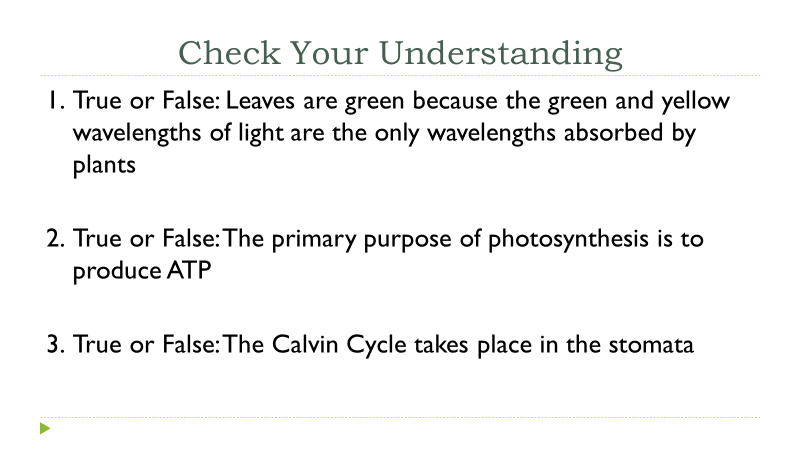 Check Your Understanding
1. True or False: Leaves are green because the green and yellow
wavelengths of light are the only wavelengths absorbed by
plants
2. True or False: The primary purpose of photosynthesis is to
produce ATP
3. True or False: The Calvin Cycle takes place in the stomata